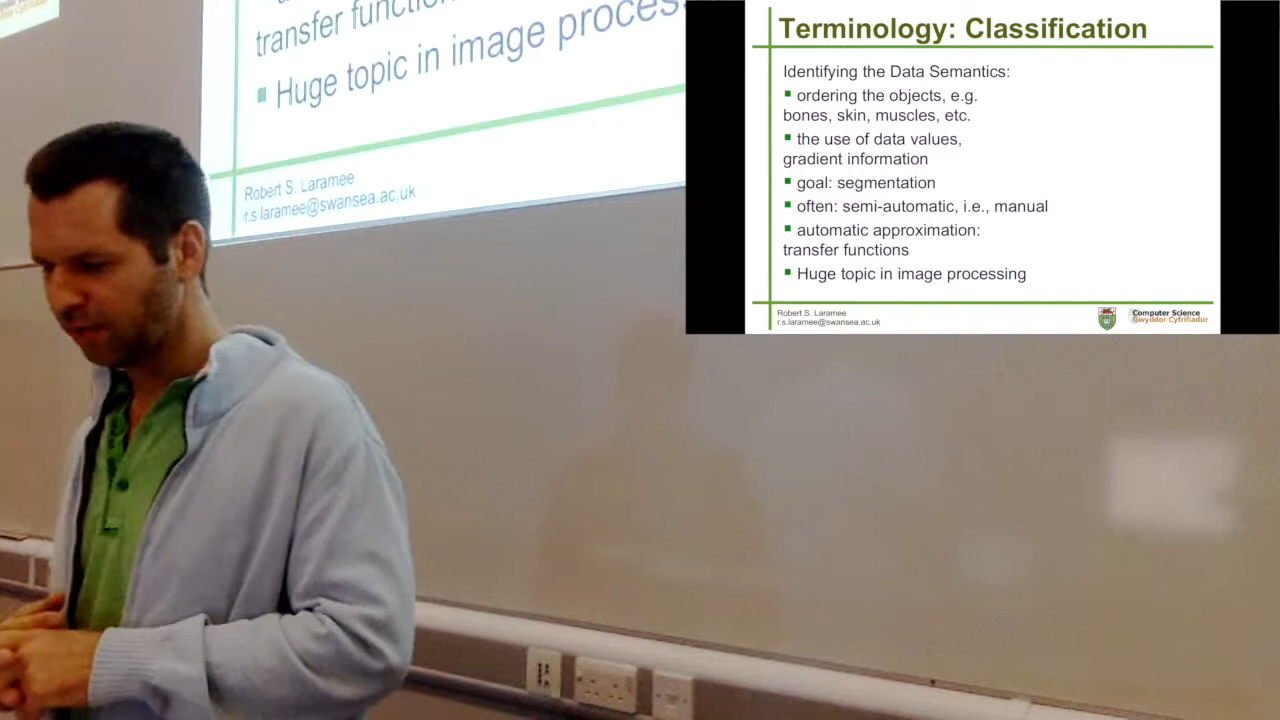 transfer function
Huge topic in image process
Robert S. Laramee
r.s.laramee@swansea.ac.uk
Terminology: Classification
Identifying the Data Semantics:
ordering the objects, e.g.
bones, skin, muscles, etc.
the use of data values,
gradient information
goal: segmentation
often: semi-automatic, i.e., manual
automatic approximation:
transfer functions
Huge topic in image processing
Robert S. Laramee
r.s.laramee@swansea.ac.uk
Computer Science
Gwyddor Cyfrifiadur